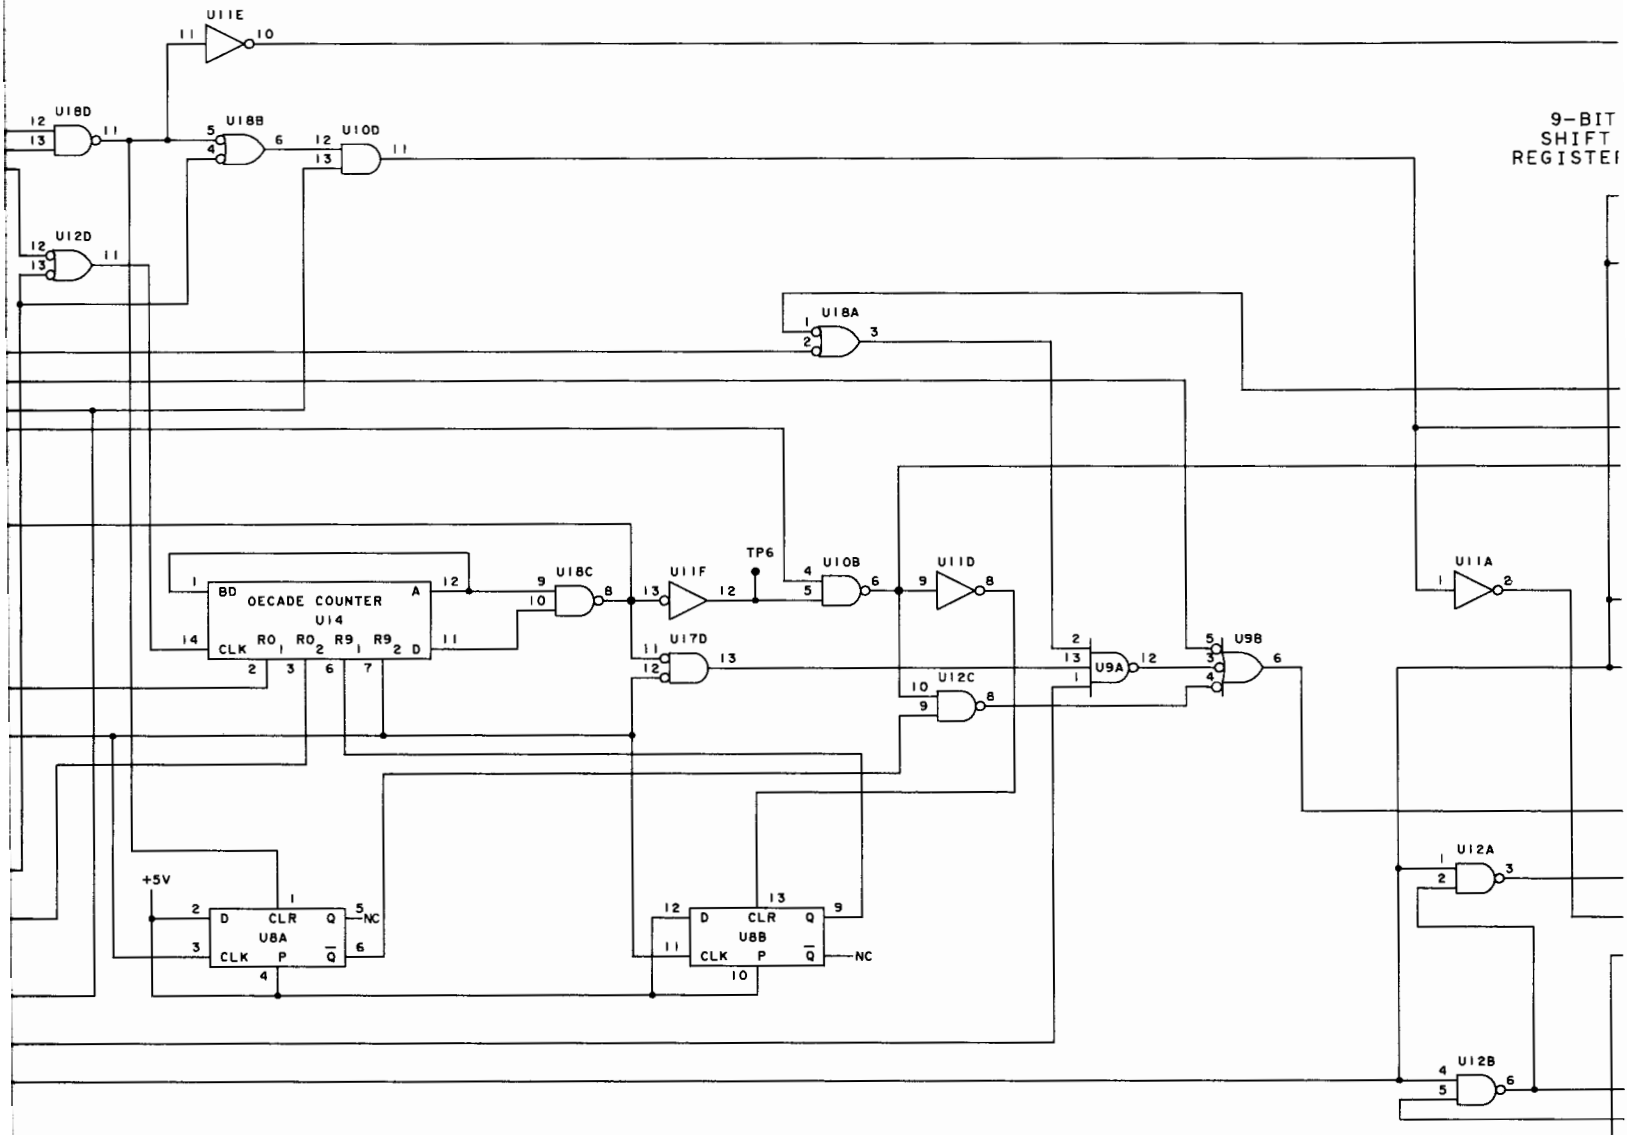 U11E
11 10
U18D
12 11
13
U18B
5 6
4
U10D
12 11
13
9-BIT
SHIFT
REGISTER
U12D
12 11
13
U18A
1 3
2
TP6
1 BD A 12
OECADE COUNTER
U14
14 CLK R0 1 R0 2 R9 1 R9 2 D 11
2 3 6 7
U18C
9 8
10
U11F
13 12
U10B
4 6
5
U11D
9 8
U11A
1 2
U17D
11 13
12
U12C
10 8
9
2
13 U9A 12
1
U9B
5
3 6
4
+5V
1
2 D CLR Q 5 NC
U8A
3 CLK P Q 6
4
13
12 D CLR Q 9
U8B
11 CLK P Q NC
10
U12A
1 3
2
U12B
4 6
5